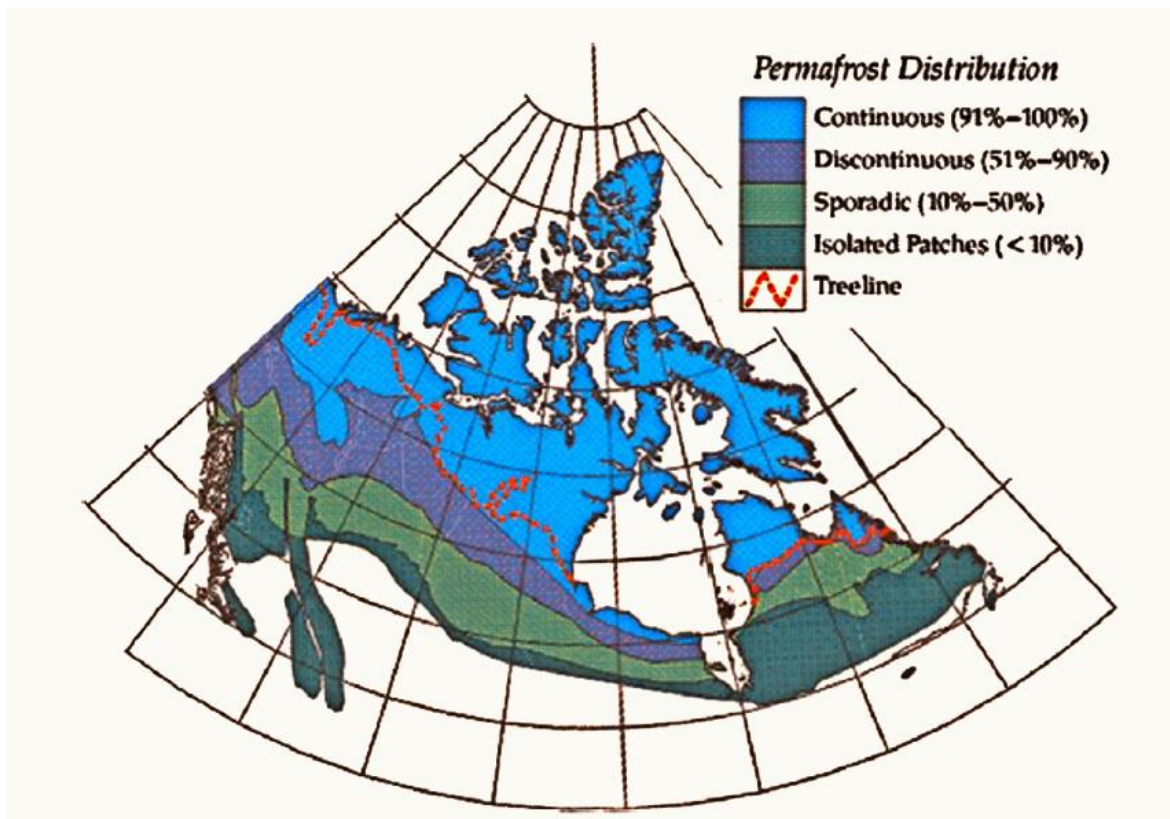 Permafrost Distribution
Continuous (91%–100%)
Discontinuous (51%–90%)
Sporadic (10%–50%)
Isolated Patches (< 10%)
Treeline